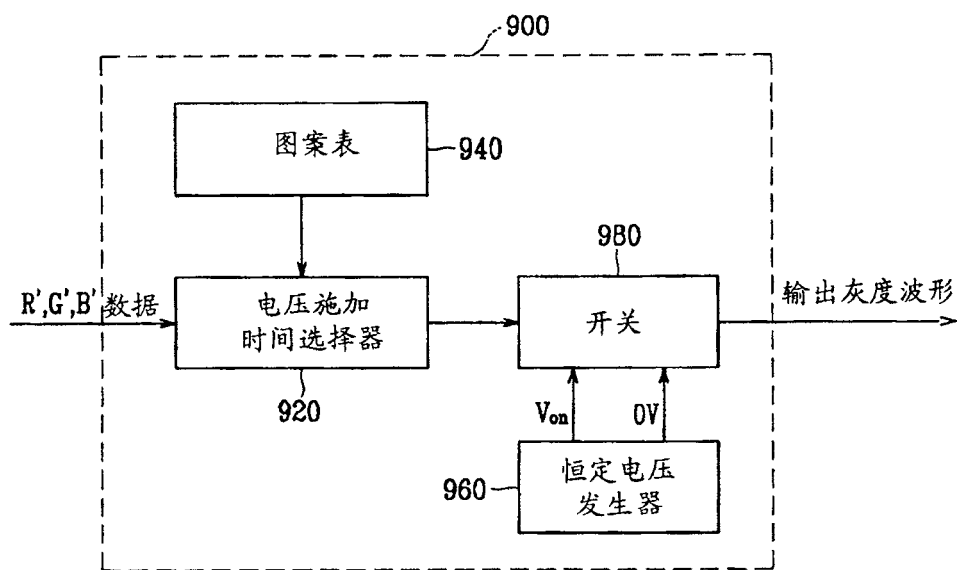 900
图案表
940
980
R',G',B' 数据
电压施加
时间选择器
开关
输出灰度波形
920
Von
0V
960
恒定电压
发生器